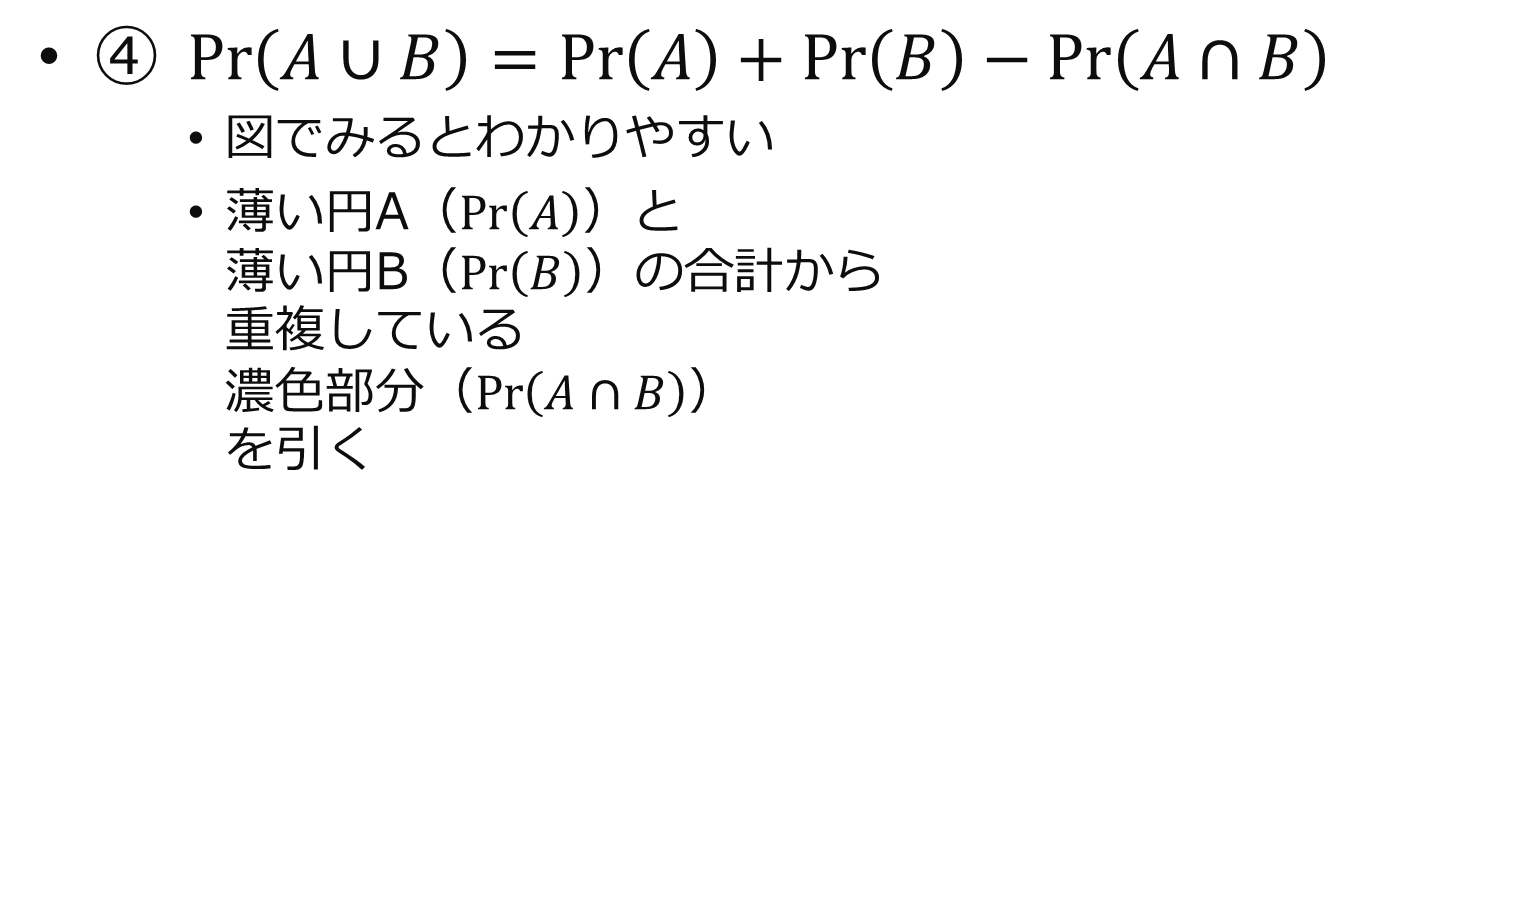 • ④ Pr(A ∪ B) = Pr(A) + Pr(B) − Pr(A ∩ B)
• 図でみるとわかりやすい
• 薄い円A（Pr(A)）と
薄い円B（Pr(B)）の合計から
重複している
濃色部分（Pr(A ∩ B)）
を引く